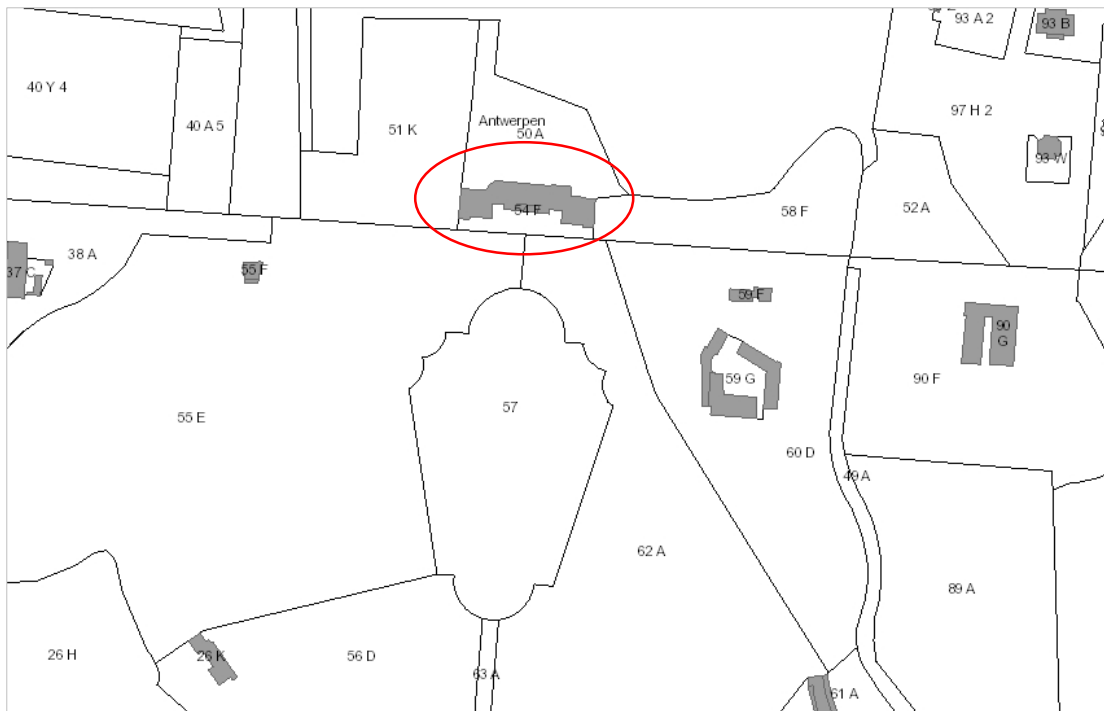 93 A 2
93 B
40 Y 4
40 A 5
51 K
Antwerpen
50 A
97 H 2
93 W
54 F
58 F
52 A
38 A
37 C
55 F
59 F
90
G
59 G
90 F
57
55 E
60 D
49 A
62 A
89 A
26 H
26 K
56 D
63 A
61 A